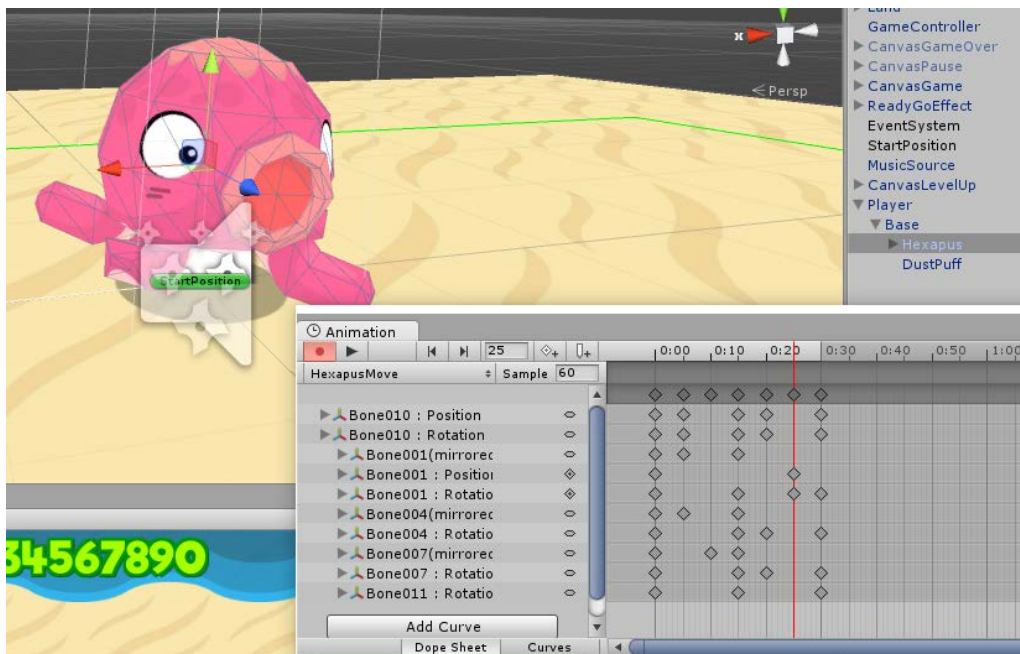 Land
GameController
CanvasGameOver
CanvasPause
CanvasGame
ReadyGoEffect
EventSystem
StartPosition
MusicSource
CanvasLevelUp
Player
Base
Hexapus
DustPuff
x
< Persp
StartPosition
34567890
Animation
25
0:00 0:10 0:20 0:30 0:40 0:50 1:00
HexapusMove Sample 60
Bone010 : Position
Bone010 : Rotation
Bone001(mirrorec
Bone001 : Position
Bone001 : Rotatio
Bone004(mirrorec
Bone004 : Rotatio
Bone007(mirrorec
Bone007 : Rotatio
Bone011 : Rotatio
Add Curve
Dope Sheet Curves